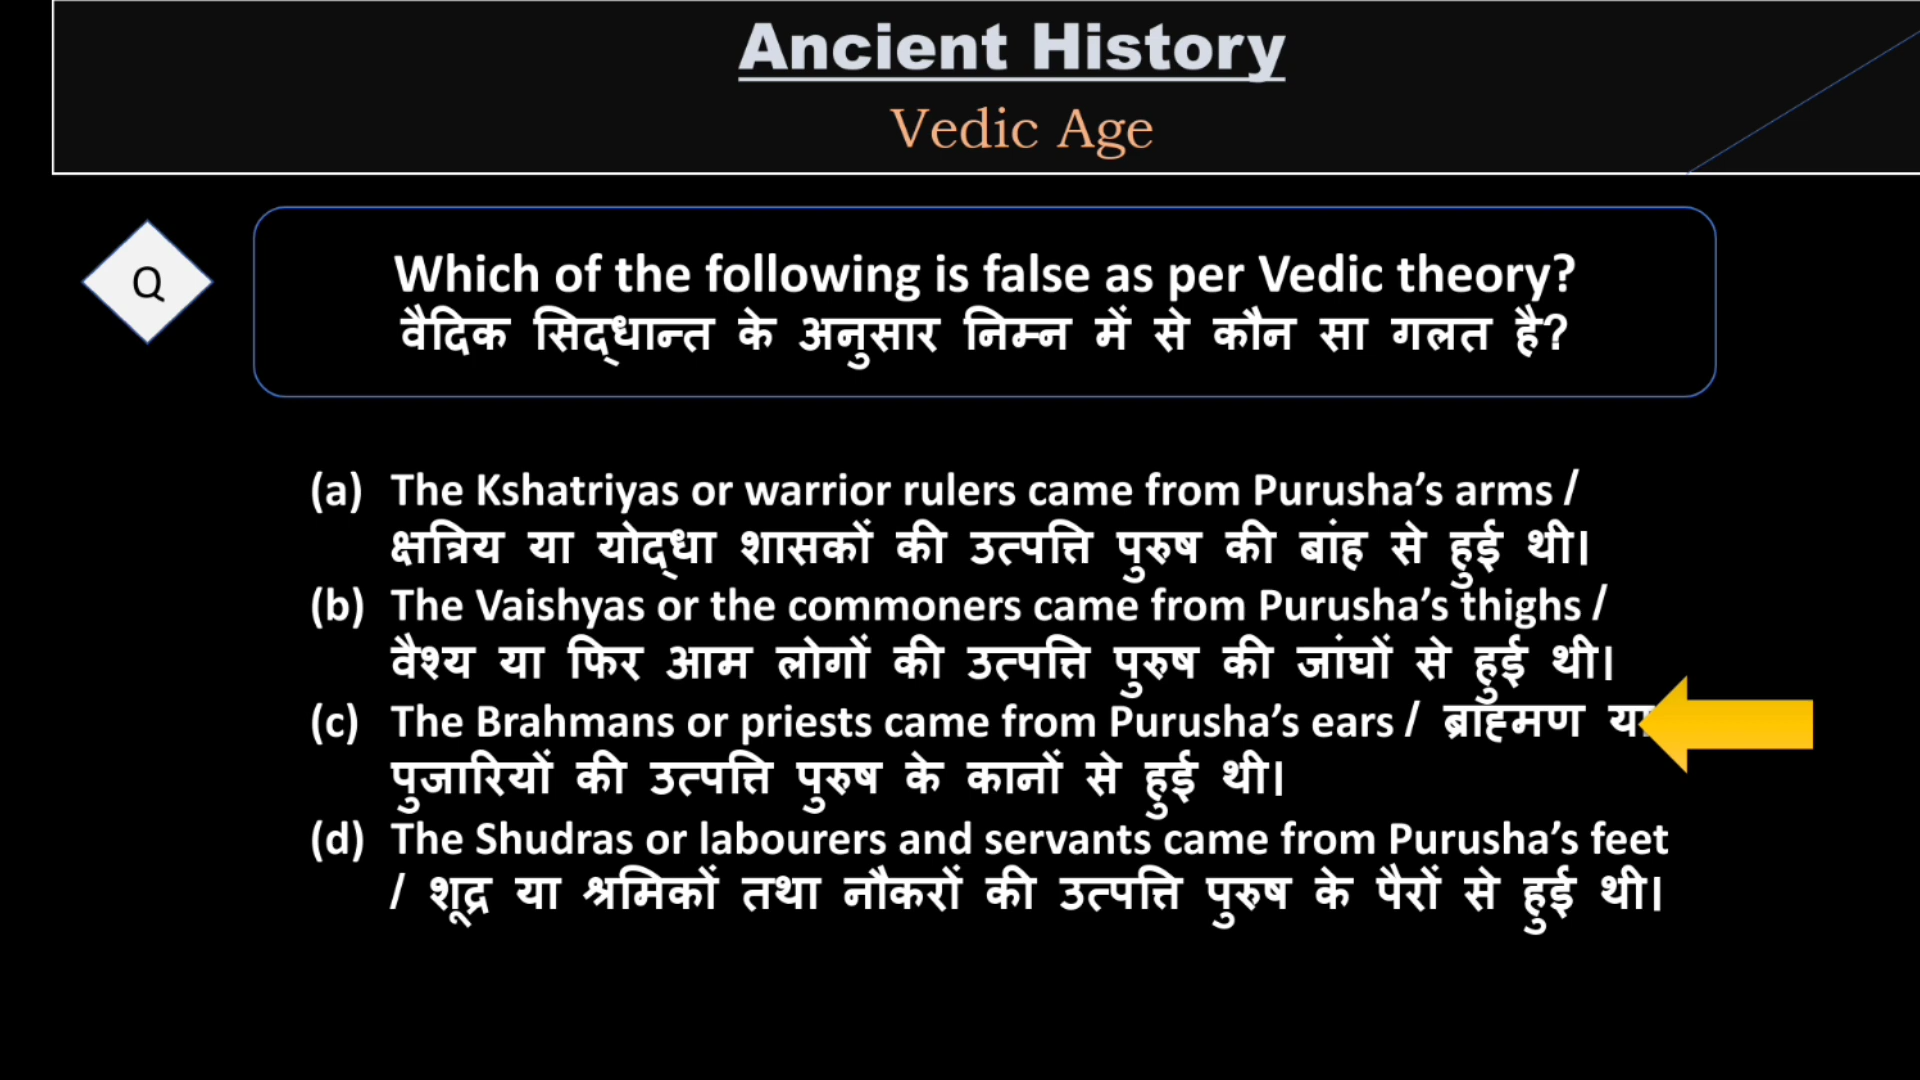 Ancient History
Vedic Age
Q
Which of the following is false as per Vedic theory?
वैदिक सिद्धान्त के अनुसार निम्न में से कौन सा गलत है?
(a) The Kshatriyas or warrior rulers came from Purusha’s arms /
क्षत्रिय या योद्धा शासकों की उत्पत्ति पुरुष की बांह से हुई थी।
(b) The Vaishyas or the commoners came from Purusha’s thighs /
वैश्य या फिर आम लोगों की उत्पत्ति पुरुष की जांघों से हुई थी।
(c) The Brahmans or priests came from Purusha’s ears / ब्राह्मण या
पुजारियों की उत्पत्ति पुरुष के कानों से हुई थी।
(d) The Shudras or labourers and servants came from Purusha’s feet
/ शूद्र या श्रमिकों तथा नौकरों की उत्पत्ति पुरुष के पैरों से हुई थी।